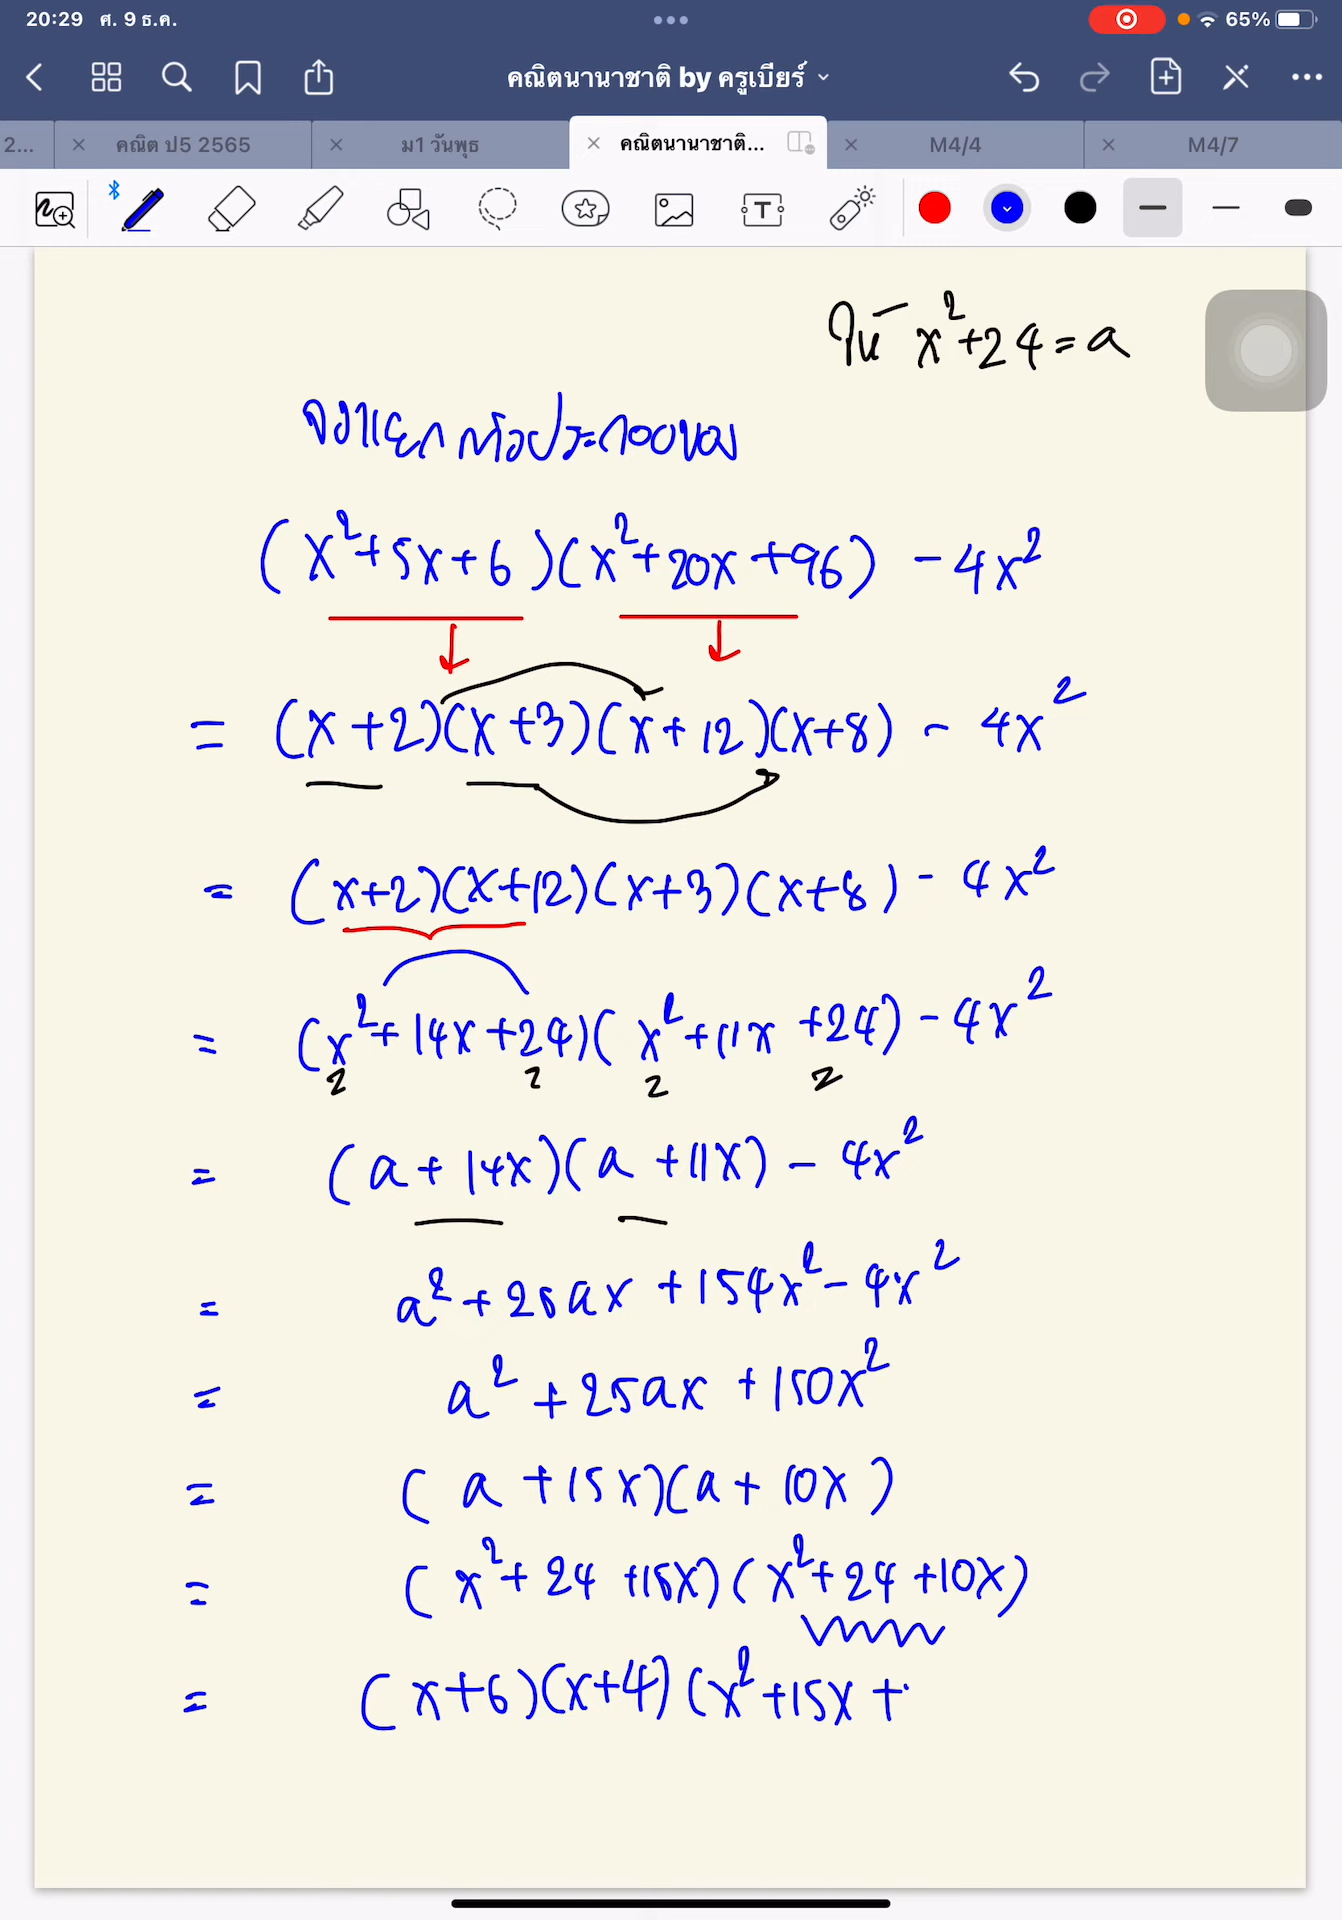 20:29 ศ. 9 ธ.ค.
65%
คณิตนานาชาติ by ครูเบียร์
2...
คณิต ป5 2565
ม1 วันพุธ
คณิตนานาชาติ...
M4/4
M4/7
ให้ x²+24=a
จงแยกตัวประกอบของ
(x²+5x+6)(x²+20x+96) - 4x²
= (x+2)(x+3)(x+12)(x+8) - 4x²
= (x+2)(x+12)(x+3)(x+8) - 4x²
= (x²+14x+24)(x²+11x+24) - 4x²
= (a+14x)(a+11x) - 4x²
= a²+25ax+154x²-4x²
= a²+25ax+150x²
= (a+15x)(a+10x)
= (x²+24+15x)(x²+24+10x)
= (x+6)(x+4)(x²+15x+